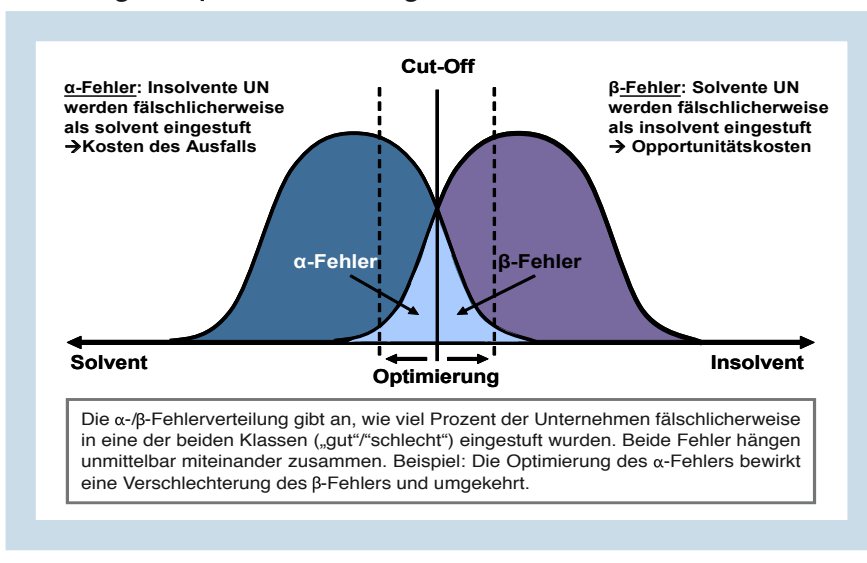 Cut-Off
α-Fehler: Insolvente UN
werden fälschlicherweise
als solvent eingestuft
→Kosten des Ausfalls
β-Fehler: Solvente UN
werden fälschlicherweise
als insolvent eingestuft
→ Opportunitätskosten
α-Fehler
β-Fehler
Solvent
Insolvent
Optimierung
Die α-/β-Fehlerverteilung gibt an, wie viel Prozent der Unternehmen fälschlicherweise
in eine der beiden Klassen („gut“/“schlecht“) eingestuft wurden. Beide Fehler hängen
unmittelbar miteinander zusammen. Beispiel: Die Optimierung des α-Fehlers bewirkt
eine Verschlechterung des β-Fehlers und umgekehrt.